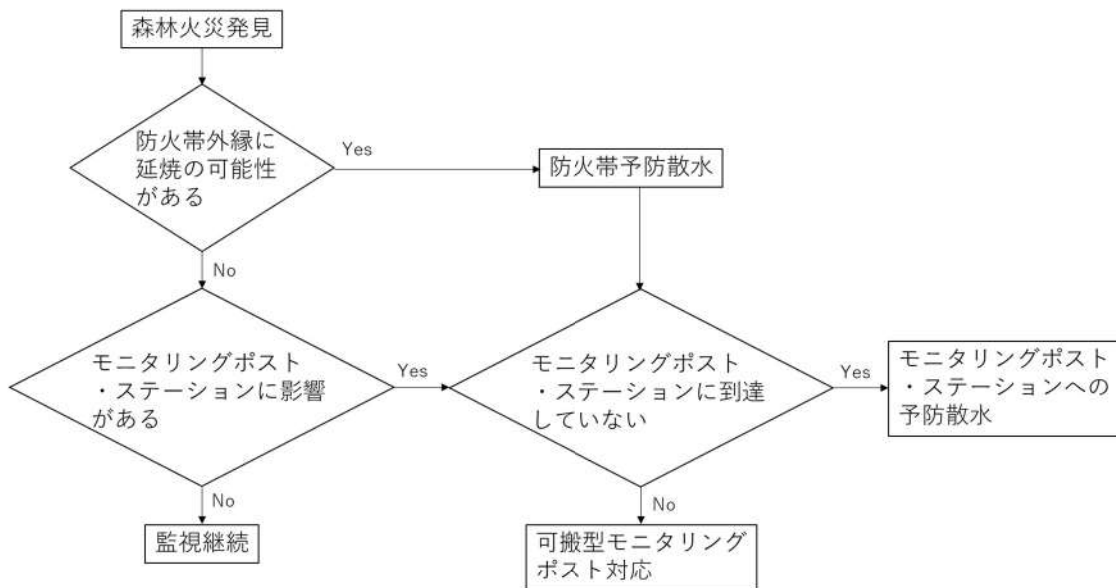 森林火災発見
防火帯外縁に
延焼の可能性
がある
Yes
防火帯予防散水
No
モニタリングポスト
・ステーションに影響
がある
Yes
モニタリングポスト
・ステーションに到達
していない
Yes
モニタリングポスト
・ステーションへの
予防散水
No
監視継続
No
可搬型モニタリング
ポスト対応